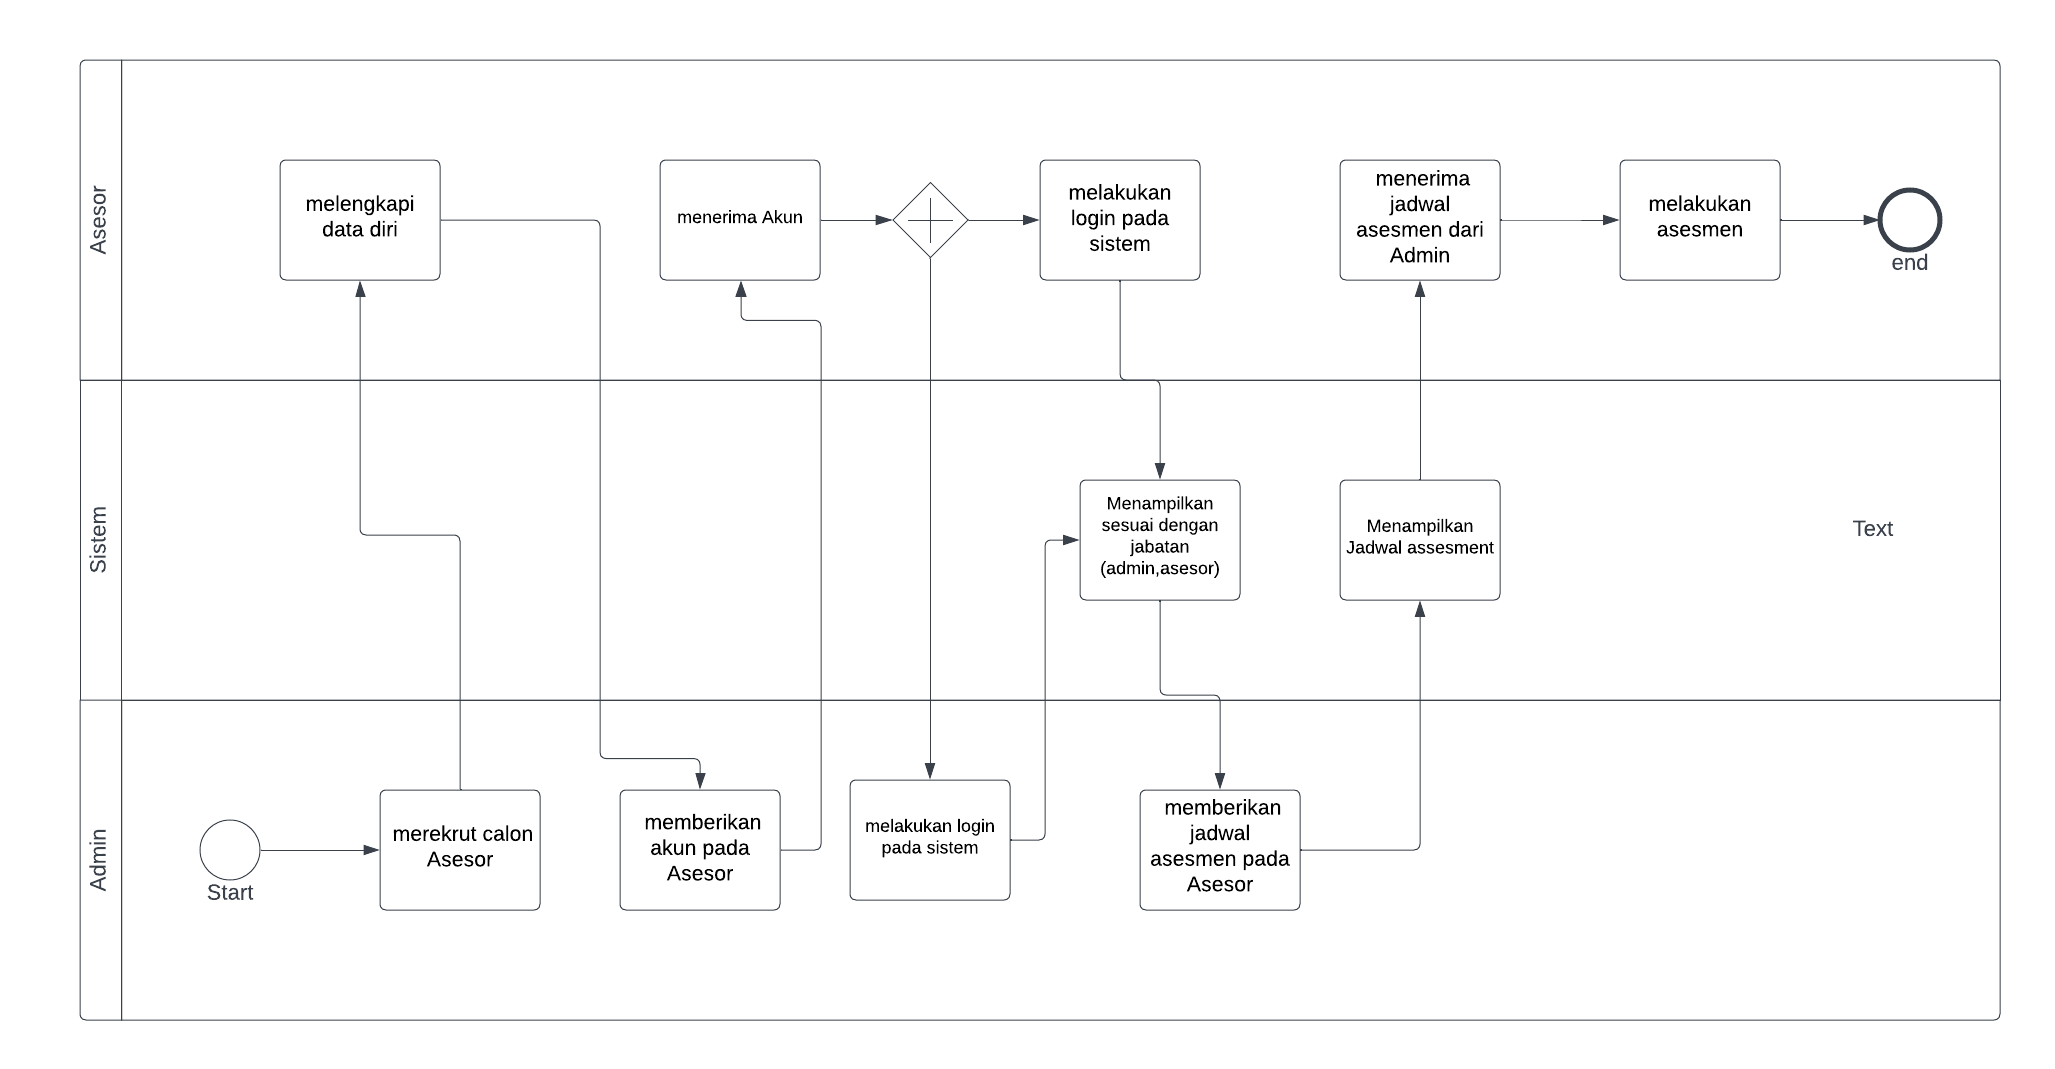 Asesor
melengkapi
data diri
menerima Akun
melakukan
login pada
sistem
menerima
jadwal
asesmen dari
Admin
melakukan
asesmen
end
Sistem
Menampilkan
sesuai dengan
jabatan
(admin,asesor)
Menampilkan
Jadwal assesment
Text
Admin
Start
merekrut calon
Asesor
memberikan
akun pada
Asesor
melakukan login
pada sistem
memberikan
jadwal
asesmen pada
Asesor